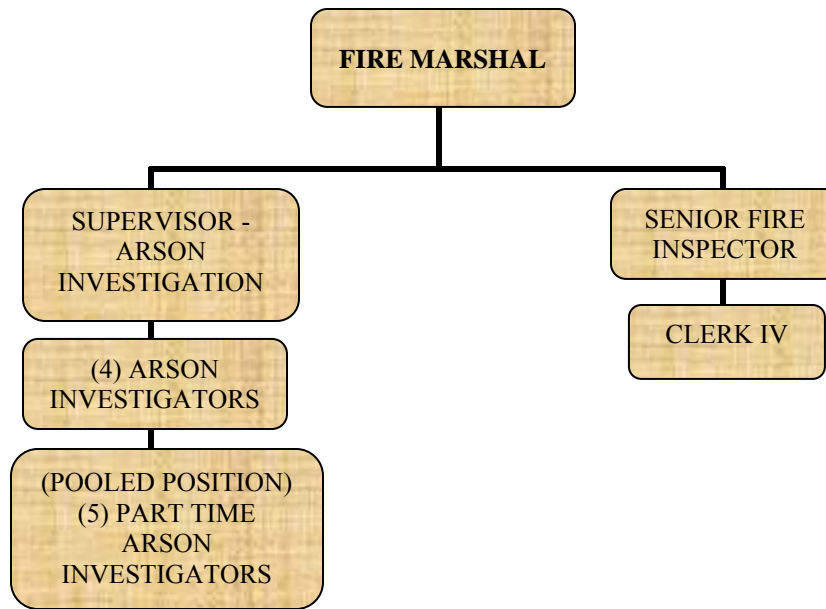 FIRE MARSHAL
SUPERVISOR -
ARSON
INVESTIGATION
(4) ARSON
INVESTIGATORS
(POOLED POSITION)
(5) PART TIME
ARSON
INVESTIGATORS
SENIOR FIRE
INSPECTOR
CLERK IV